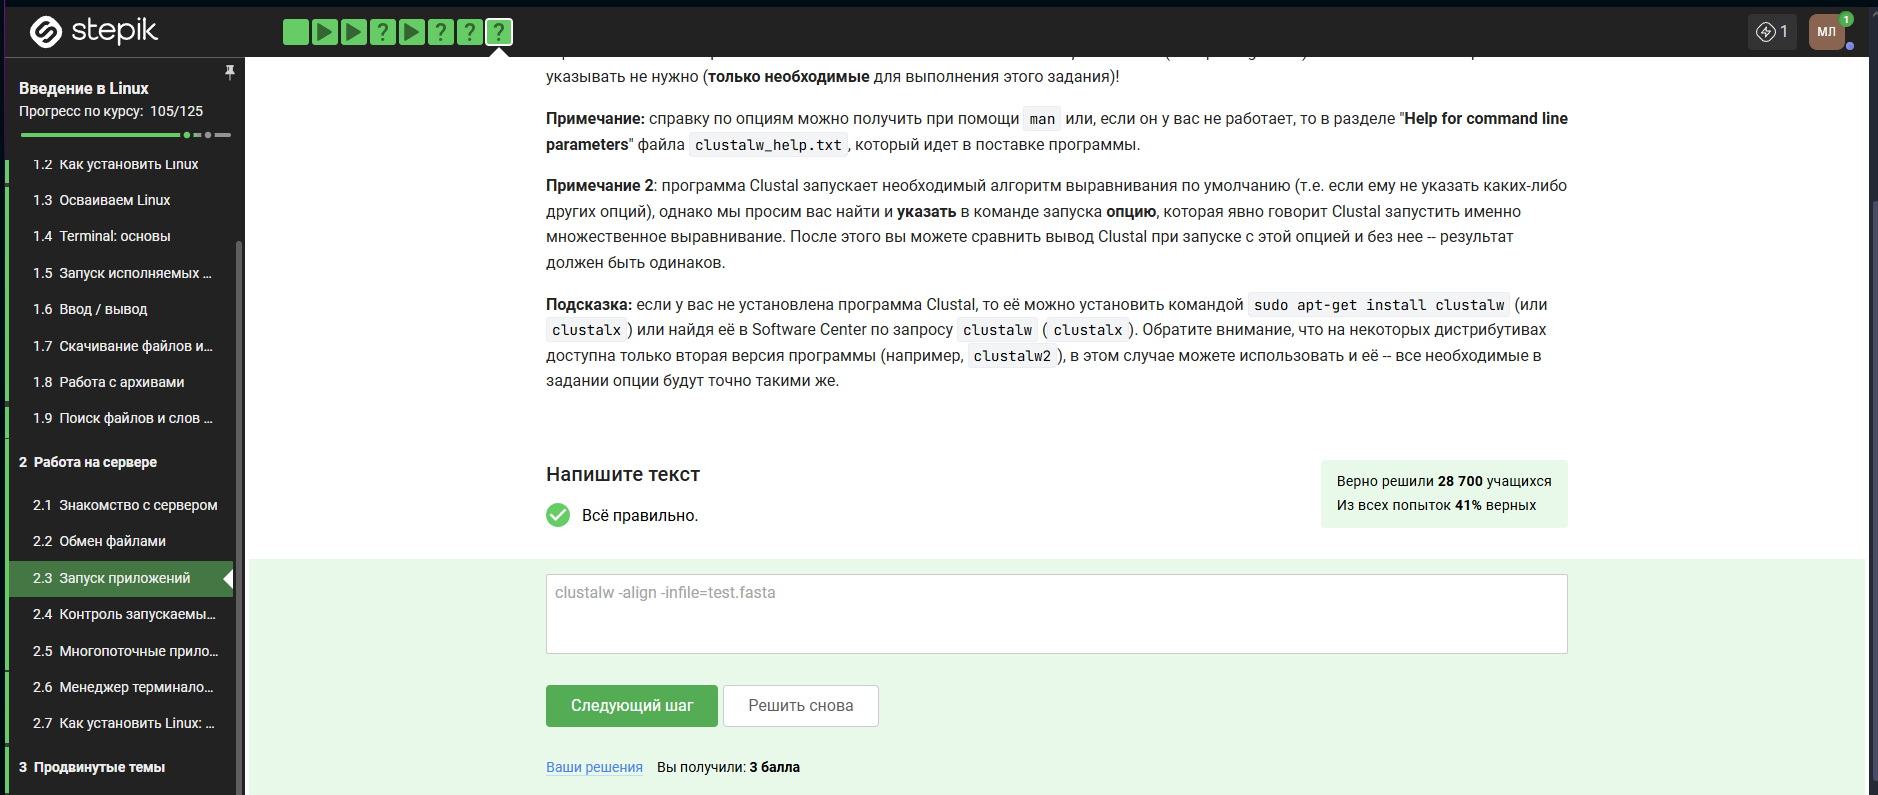 stepik
1
МЛ
1
Введение в Linux
Прогресс по курсу: 105/125
1.2 Как установить Linux
1.3 Осваиваем Linux
1.4 Terminal: основы
1.5 Запуск исполняемых ...
1.6 Ввод / вывод
1.7 Скачивание файлов и...
1.8 Работа с архивами
1.9 Поиск файлов и слов ...
2 Работа на сервере
2.1 Знакомство с сервером
2.2 Обмен файлами
2.3 Запуск приложений
2.4 Контроль запускаемы...
2.5 Многопоточные прило...
2.6 Менеджер терминало...
2.7 Как установить Linux: ...
3 Продвинутые темы
указывать не нужно (только необходимые для выполнения этого задания)!
Примечание: справку по опциям можно получить при помощи man или, если он у вас не работает, то в разделе "Help for command line
parameters" файла clustalw_help.txt, который идет в поставке программы.
Примечание 2: программа Clustal запускает необходимый алгоритм выравнивания по умолчанию (т.е. если ему не указать каких-либо
других опций), однако мы просим вас найти и указать в команде запуска опцию, которая явно говорит Clustal запустить именно
множественное выравнивание. После этого вы можете сравнить вывод Clustal при запуске с этой опцией и без нее -- результат
должен быть одинаков.
Подсказка: если у вас не установлена программа Clustal, то её можно установить командой sudo apt-get install clustalw (или
clustalx) или найдя её в Software Center по запросу clustalw (clustalx). Обратите внимание, что на некоторых дистрибутивах
доступна только вторая версия программы (например, clustalw2), в этом случае можете использовать и её -- все необходимые в
задании опции будут точно такими же.
Напишите текст
Всё правильно.
Верно решили 28 700 учащихся
Из всех попыток 41% верных
clustalw -align -infile=test.fasta
Следующий шаг
Решить снова
Ваши решения Вы получили: 3 балла